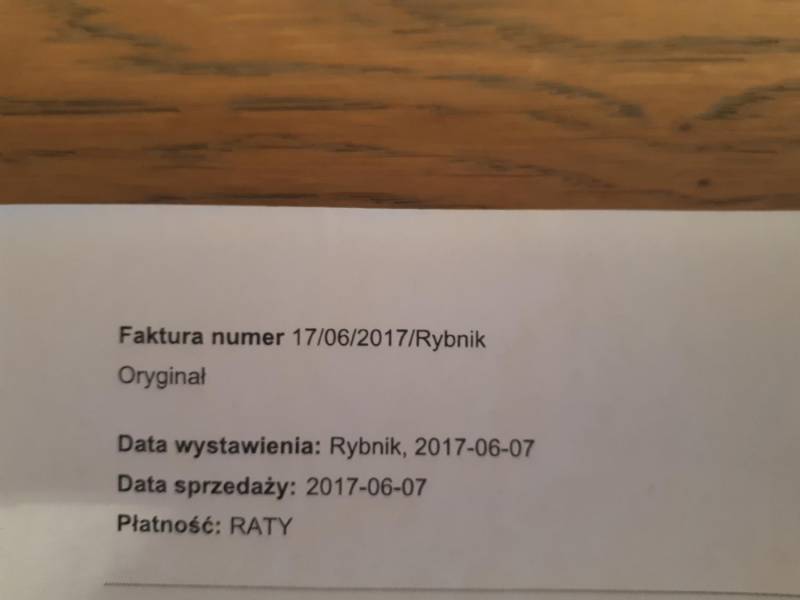 Faktura numer 17/06/2017/Rybnik
Oryginał
Data wystawienia: Rybnik, 2017-06-07
Data sprzedaży: 2017-06-07
Płatność: RATY